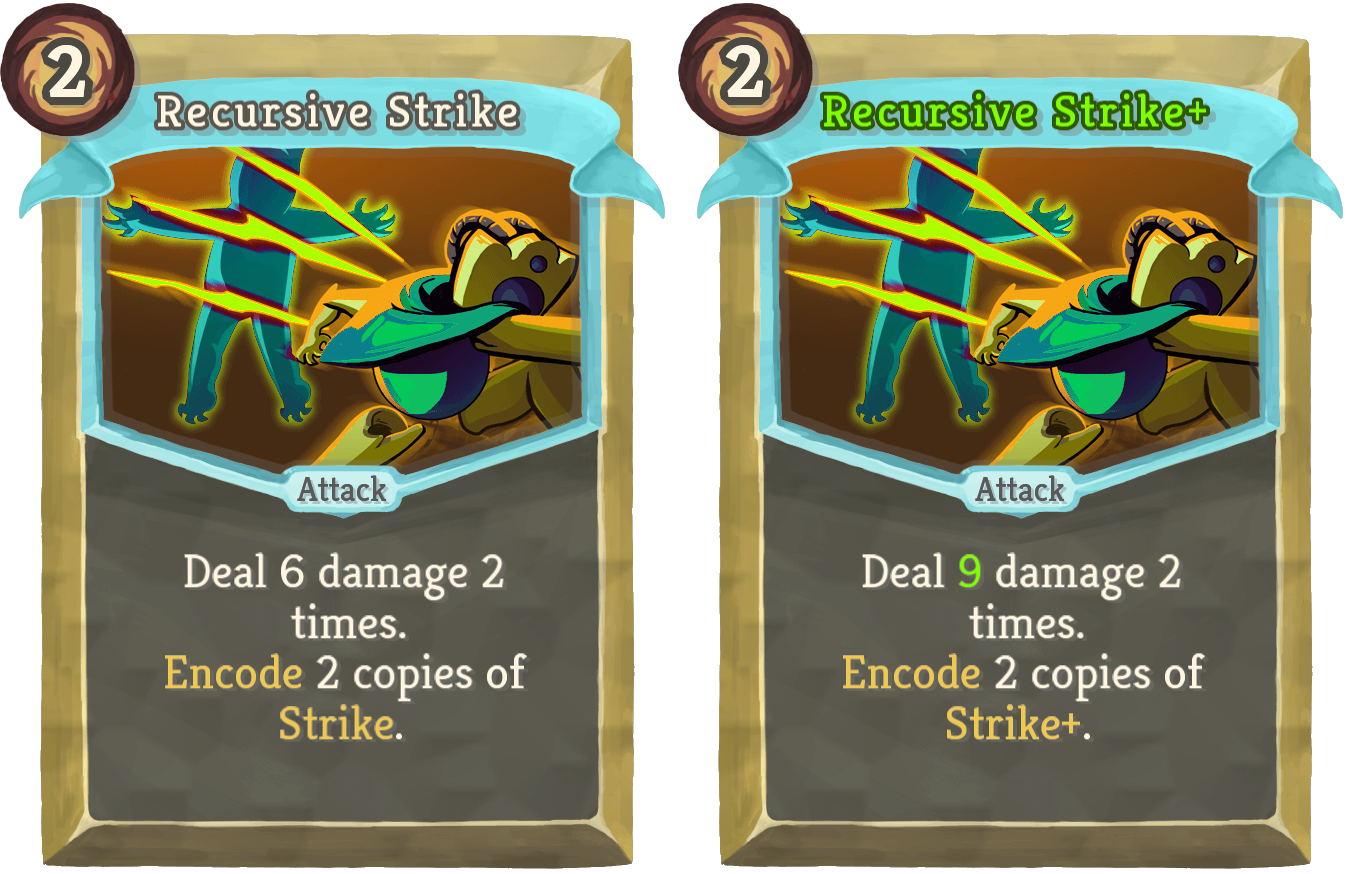 2
Recursive Strike
Attack
Deal 6 damage 2
times.
Encode 2 copies of
Strike.
2
Recursive Strike+
Attack
Deal 9 damage 2
times.
Encode 2 copies of
Strike+.